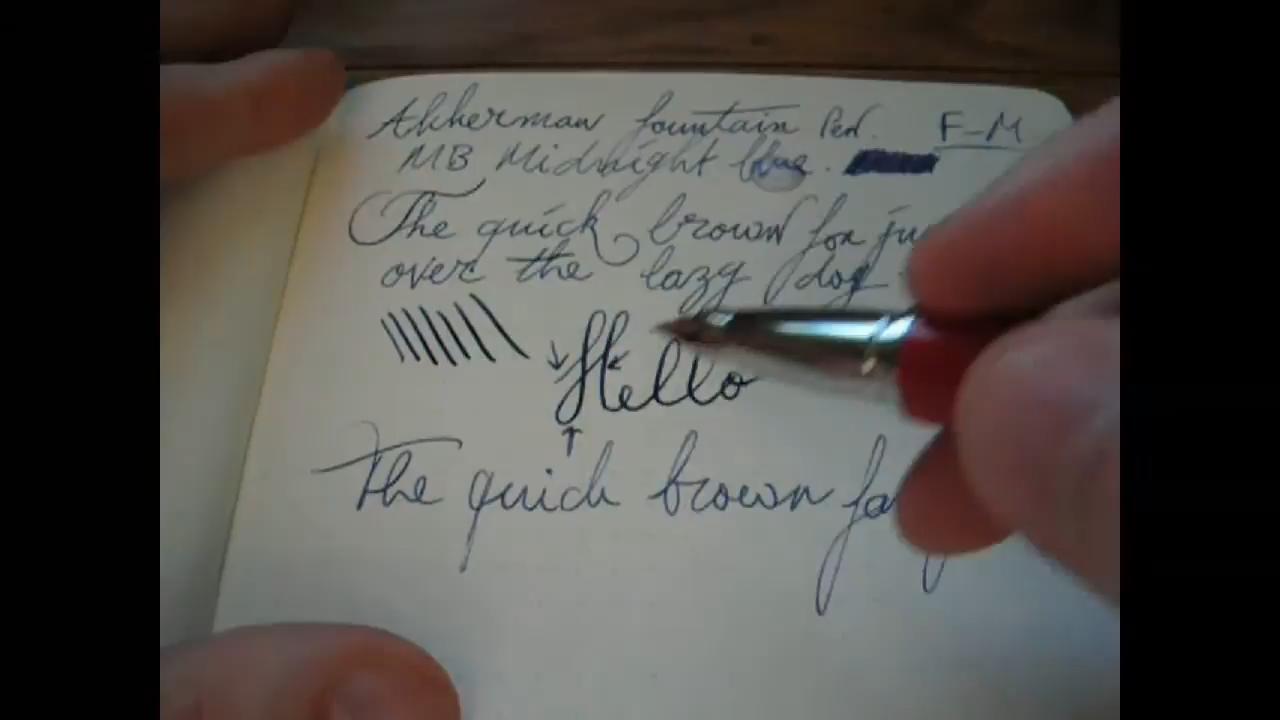 Akkerman fountain Pen. F-M
MB Midnight blue.
The quick brown fox
over the lazy dog
Hello
The quick brown